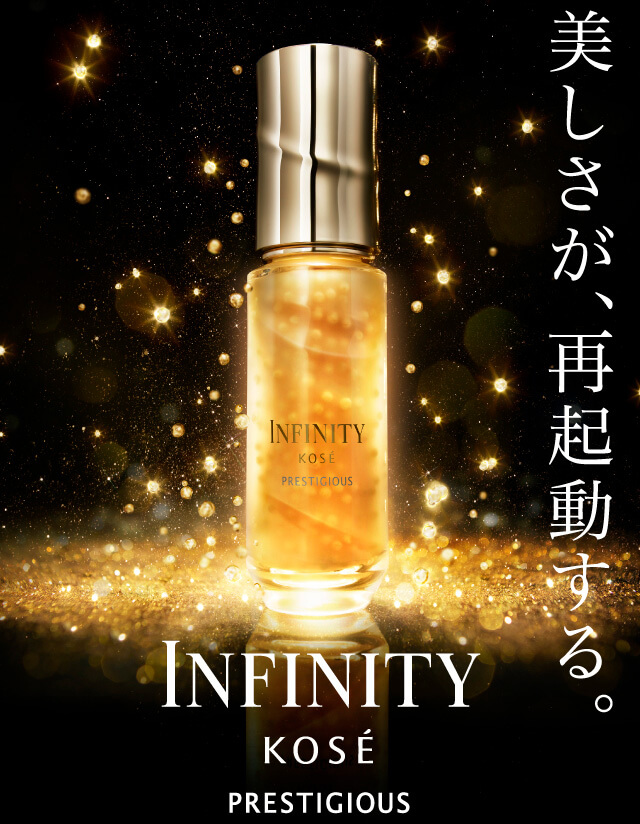 美しさが、再起動する。
INFINITY
KOSÉ
PRESTIGIOUS
INFINITY
KOSÉ
PRESTIGIOUS